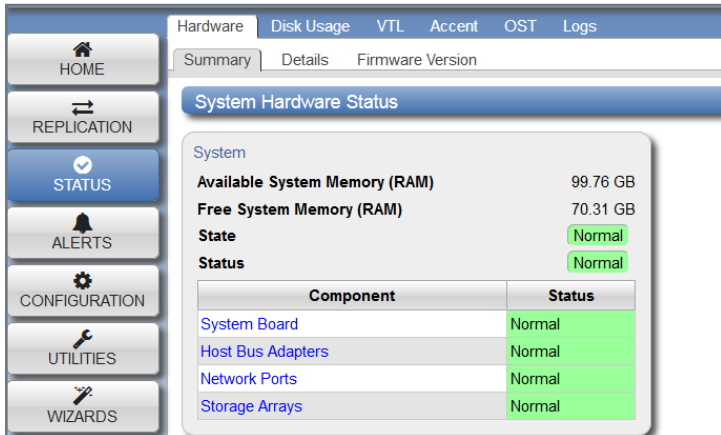 Hardware Disk Usage VTL Accent OST Logs
Summary Details Firmware Version
HOME
REPLICATION
STATUS
ALERTS
CONFIGURATION
UTILITIES
WIZARDS
System Hardware Status
System
Available System Memory (RAM) 99.76 GB
Free System Memory (RAM) 70.31 GB
State Normal
Status Normal
Component Status
System Board Normal
Host Bus Adapters Normal
Network Ports Normal
Storage Arrays Normal